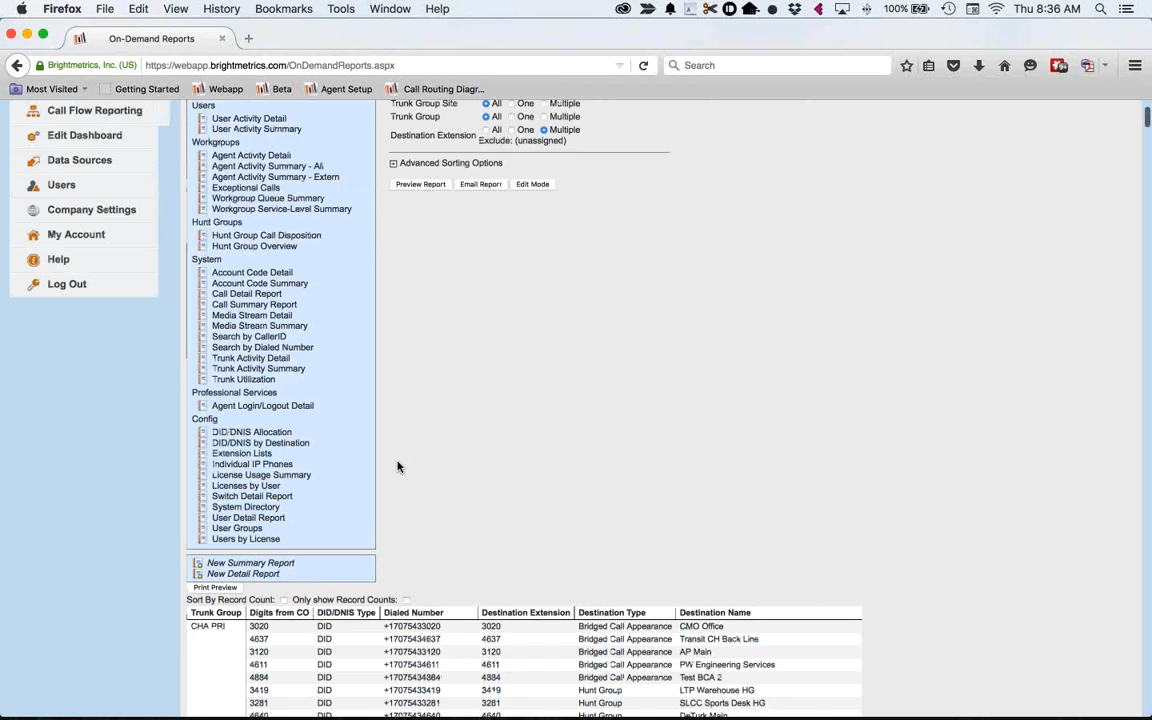 Firefox File Edit View History Bookmarks Tools Window Help 100% Thu 8:36 AM
On-Demand Reports
Brightmetrics, Inc. (US) https://webapp.brightmetrics.com/OnDemandReports.aspx Search
Most Visited Getting Started Webapp Beta Agent Setup Call Routing Diagr...
Call Flow Reporting
Edit Dashboard
Data Sources
Users
Company Settings
My Account
Help
Log Out
Users
User Activity Detail
User Activity Summary
Workgroups
Agent Activity Detail
Agent Activity Summary - All
Agent Activity Summary - Extern
Exceptional Calls
Workgroup Queue Summary
Workgroup Service-Level Summary
Hunt Groups
Hunt Group Call Disposition
Hunt Group Overview
System
Account Code Detail
Account Code Summary
Call Detail Report
Call Summary Report
Media Stream Detail
Media Stream Summary
Search by CallerID
Search by Dialed Number
Trunk Activity Detail
Trunk Activity Summary
Trunk Utilization
Professional Services
Agent Login/Logout Detail
Config
DID/DNIS Allocation
DID/DNIS by Destination
Extension Lists
Individual IP Phones
License Usage Summary
Licenses by User
Switch Detail Report
System Directory
User Detail Report
User Groups
Users by License
New Summary Report
New Detail Report
Trunk Group Site All One Multiple
Trunk Group All One Multiple
Destination Extension All One Multiple
Exclude: (unassigned)
Advanced Sorting Options
Preview Report Email Report Edit Mode
Print Preview
Sort By Record Count: Only show Record Counts:
Trunk Group Digits from CO DID/DNIS Type Dialed Number Destination Extension Destination Type Destination Name
CHA PRI 3020 DID +17075433020 3020 Bridged Call Appearance CMO Office
4637 DID +17075434637 4637 Bridged Call Appearance Transit CH Back Line
3120 DID +17075433120 3120 Bridged Call Appearance AP Main
4611 DID +17075434611 4611 Bridged Call Appearance PW Engineering Services
4884 DID +17075434884 4884 Bridged Call Appearance Test BCA 2
3419 DID +17075433419 3419 Hunt Group LTP Warehouse HG
3281 DID +17075433281 3281 Hunt Group SLCC Sports Desk HG
4640 DID +17075434640 4640 Hunt Group DeTurk Main